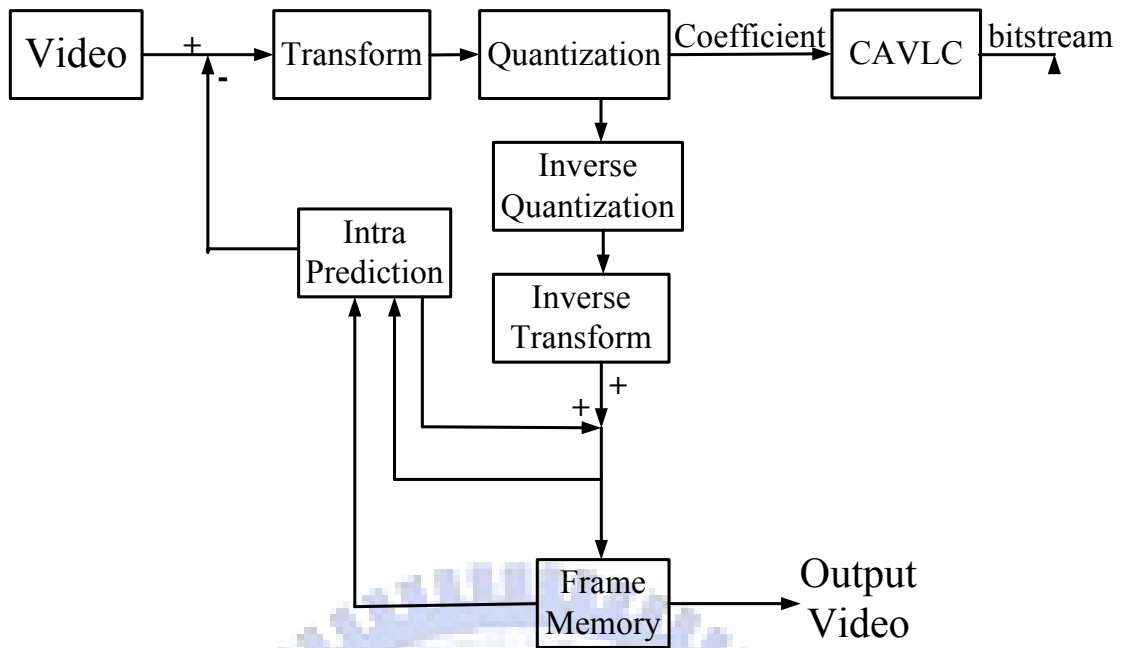 Video
+
-
Transform
Quantization
Coefficient
CAVLC
bitstream
Inverse
Quantization
Intra
Prediction
Inverse
Transform
+
+
Frame
Memory
Output
Video